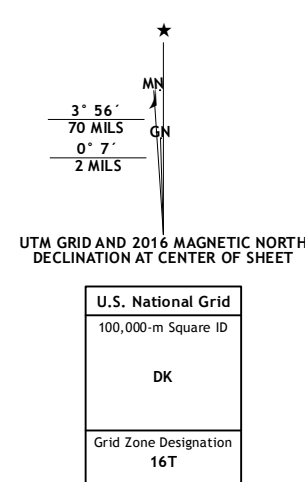 ★
MN
3° 56´
70 MILS
GN
0° 7´
2 MILS
UTM GRID AND 2016 MAGNETIC NORTH
DECLINATION AT CENTER OF SHEET
U.S. National Grid
100,000-m Square ID
DK
Grid Zone Designation
16T